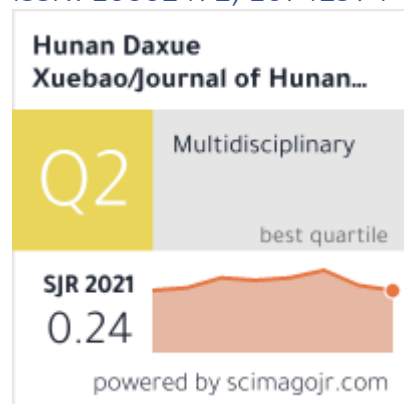 Hunan Daxue
Xuebao/Journal of Hunan...
Q2
Multidisciplinary
best quartile
SJR 2021
0.24
powered by scimagojr.com